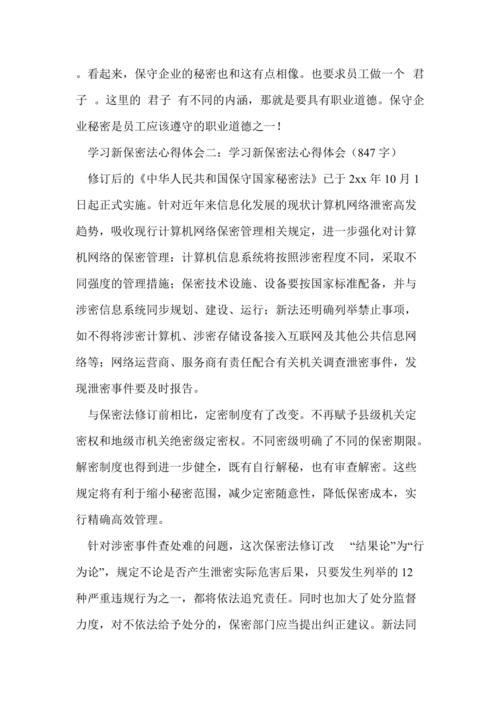 。看起来，保守企业的秘密也和这有点相像。也要求员工做一个 君
子 。这里的 君子 有不同的内涵，那就是要具有职业道德。保守企
业秘密是员工应该遵守的职业道德之一！
学习新保密法心得体会二：学习新保密法心得体会（847 字）
修订后的《中华人民共和国保守国家秘密法》已于 2xx 年 10 月 1
日起正式实施。针对近年来信息化发展的现状计算机网络泄密高发
趋势，吸收现行计算机网络保密管理相关规定，进一步强化对计算
机网络的保密管理：计算机信息系统将按照涉密程度不同，采取不
同强度的管理措施；保密技术设施、设备要按国家标准配备，并与
涉密信息系统同步规划、建设、运行；新法还明确列举禁止事项，
如不得将涉密计算机、涉密存储设备接入互联网及其他公共信息网
络等；网络运营商、服务商有责任配合有关机关调查泄密事件，发
现泄密事件要及时报告。
与保密法修订前相比，定密制度有了改变。不再赋予县级机关定
密权和地级市机关绝密级定密权。不同密级明确了不同的保密期限。
解密制度也得到进一步健全，既有自行解秘，也有审查解密。这些
规定将有利于缩小秘密范围，减少定密随意性，降低保密成本，实
行精确高效管理。
针对涉密事件查处难的问题，这次保密法修订改 “结果论”为“行
为论”，规定不论是否产生泄密实际危害后果，只要发生列举的 12
种严重违规行为之一，都将依法追究责任。同时也加大了处分监督
力度，对不依法给予处分的，保密部门应当提出纠正建议。新法同